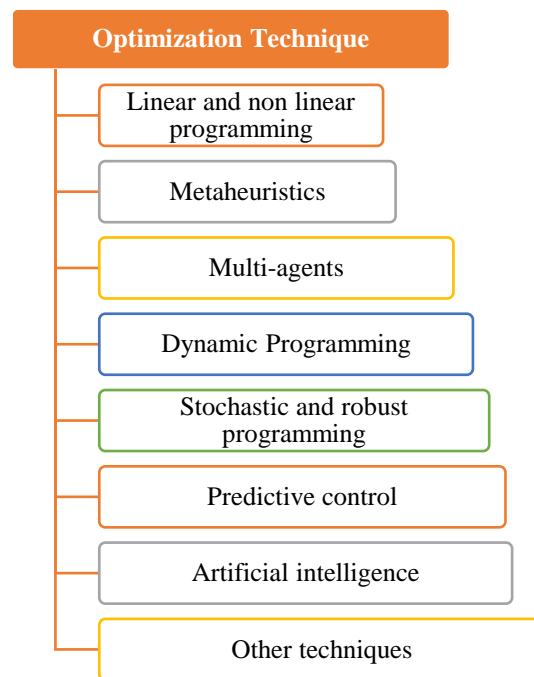 Optimization Technique
Linear and non linear
programming
Metaheuristics
Multi-agents
Dynamic Programming
Stochastic and robust
programming
Predictive control
Artificial intelligence
Other techniques